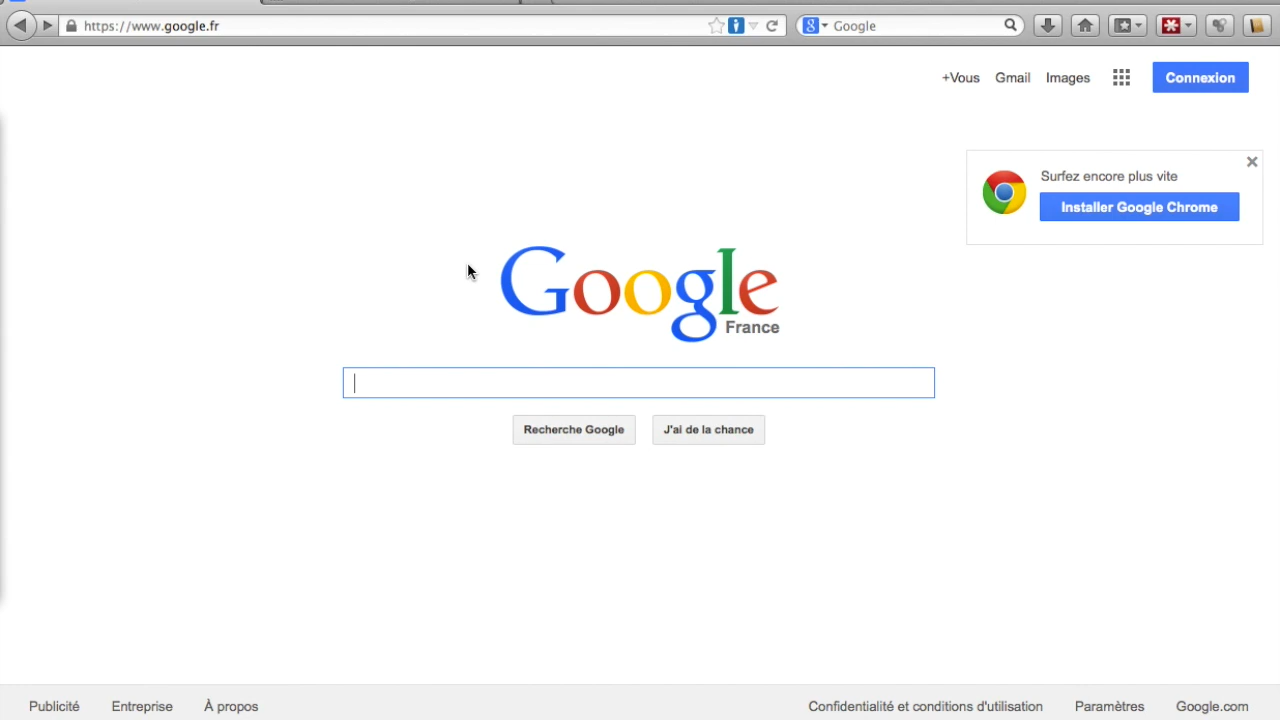 https://www.google.fr
Google
+Vous Gmail Images
Connexion
Surfez encore plus vite
Installer Google Chrome
Google
France
Recherche Google
J'ai de la chance
Publicité Entreprise À propos
Confidentialité et conditions d'utilisation Paramètres Google.com